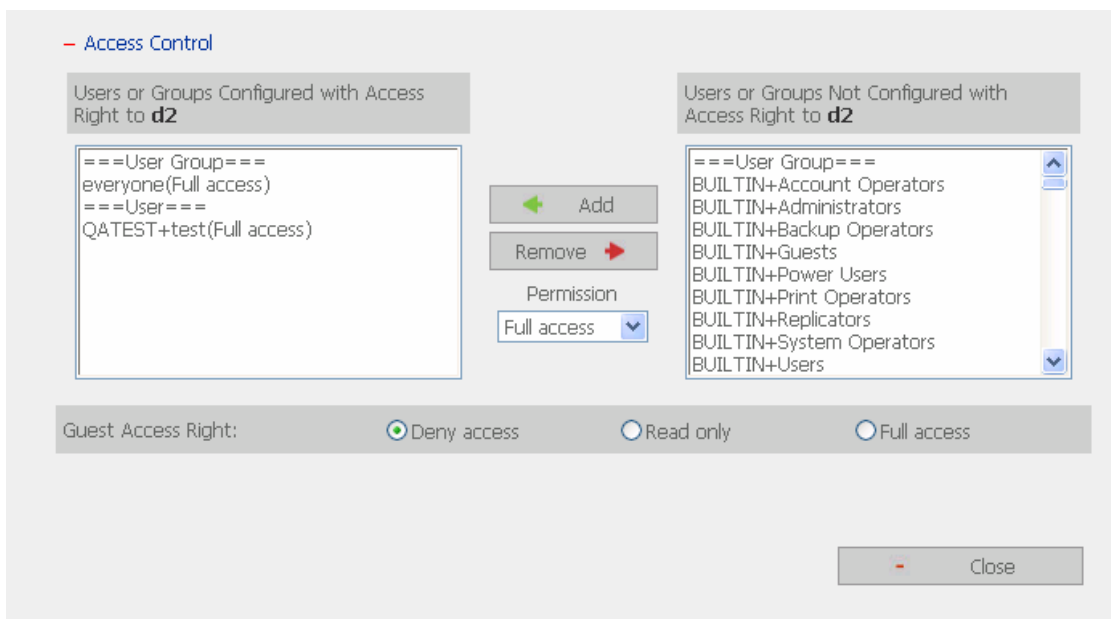 – Access Control
Users or Groups Configured with Access
Right to d2
===User Group===
everyone(Full access)
===User===
QATEST+test(Full access)
Add
Remove
Permission
Full access
Users or Groups Not Configured with
Access Right to d2
===User Group===
BUILTIN+Account Operators
BUILTIN+Administrators
BUILTIN+Backup Operators
BUILTIN+Guests
BUILTIN+Power Users
BUILTIN+Print Operators
BUILTIN+Replicators
BUILTIN+System Operators
BUILTIN+Users
Guest Access Right: Deny access Read only Full access
– Close